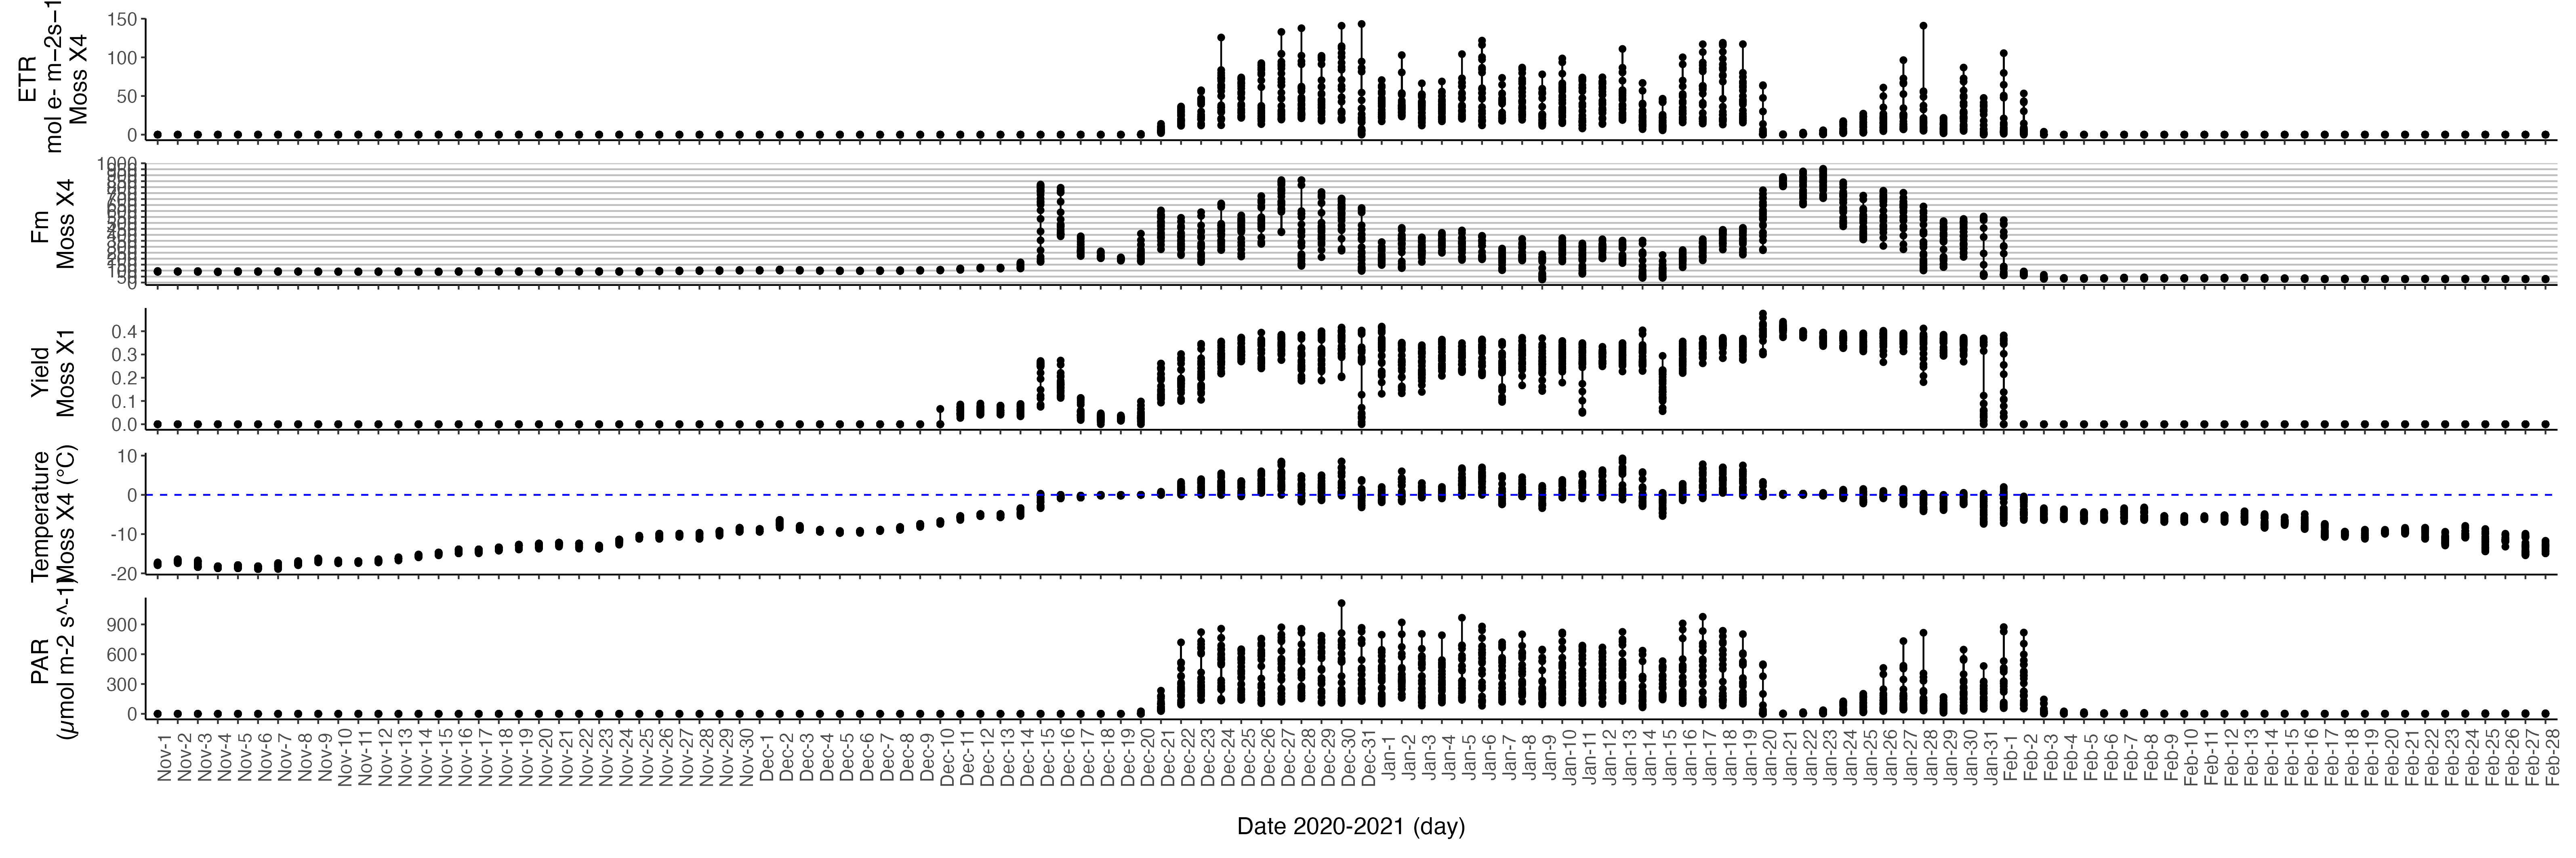 ETR
mol e- m−2s−1
Moss X4
150
100
50
0
Fm
Moss X4
1000
100
50
0
Yield
Moss X1
0.4
0.3
0.2
0.1
0.0
Temperature
Moss X4 (°C)
10
0
-10
-20
PAR
(µmol m-2 s^-1)
900
600
300
0
Nov-1
Nov-2
Nov-3
Nov-4
Nov-5
Nov-6
Nov-7
Nov-8
Nov-9
Nov-10
Nov-11
Nov-12
Nov-13
Nov-14
Nov-15
Nov-16
Nov-17
Nov-18
Nov-19
Nov-20
Nov-21
Nov-22
Nov-23
Nov-24
Nov-25
Nov-26
Nov-27
Nov-28
Nov-29
Nov-30
Dec-1
Dec-2
Dec-3
Dec-4
Dec-5
Dec-6
Dec-7
Dec-8
Dec-9
Dec-10
Dec-11
Dec-12
Dec-13
Dec-14
Dec-15
Dec-16
Dec-17
Dec-18
Dec-19
Dec-20
Dec-21
Dec-22
Dec-23
Dec-24
Dec-25
Dec-26
Dec-27
Dec-28
Dec-29
Dec-30
Dec-31
Jan-1
Jan-2
Jan-3
Jan-4
Jan-5
Jan-6
Jan-7
Jan-8
Jan-9
Jan-10
Jan-11
Jan-12
Jan-13
Jan-14
Jan-15
Jan-16
Jan-17
Jan-18
Jan-19
Jan-20
Jan-21
Jan-22
Jan-23
Jan-24
Jan-25
Jan-26
Jan-27
Jan-28
Jan-29
Jan-30
Jan-31
Feb-1
Feb-2
Feb-3
Feb-4
Feb-5
Feb-6
Feb-7
Feb-8
Feb-9
Feb-10
Feb-11
Feb-12
Feb-13
Feb-14
Feb-15
Feb-16
Feb-17
Feb-18
Feb-19
Feb-20
Feb-21
Feb-22
Feb-23
Feb-24
Feb-25
Feb-26
Feb-27
Feb-28
Date 2020-2021 (day)